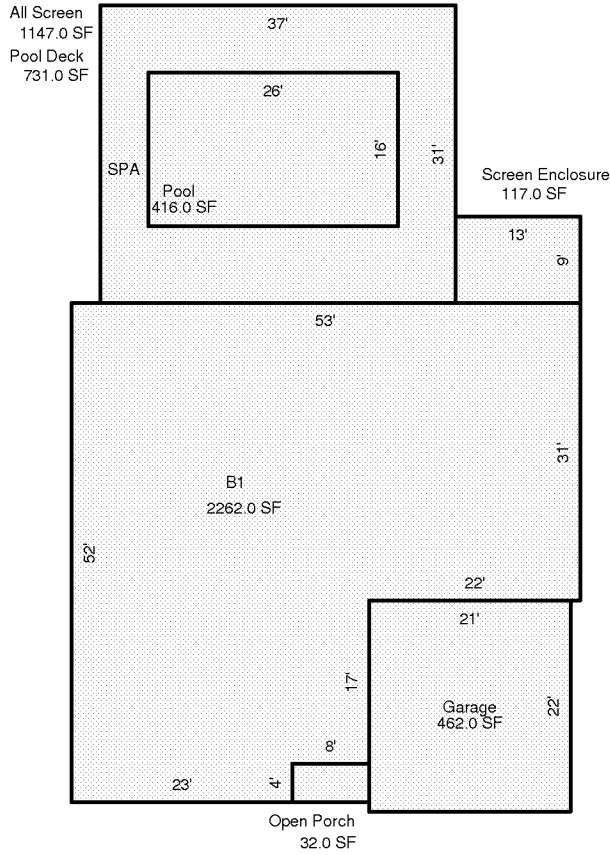 All Screen
1147.0 SF
Pool Deck
731.0 SF
37'
26'
16'
31'
SPA
Pool
416.0 SF
Screen Enclosure
117.0 SF
13'
9'
53'
31'
B1
2262.0 SF
52'
22'
21'
17'
Garage
462.0 SF
22'
8'
23'
4'
Open Porch
32.0 SF